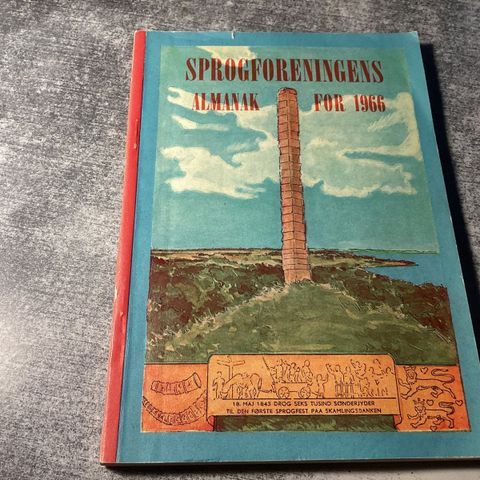 SPROGFORENINGENS
ALMANAK FOR 1966
18. MAJ 1843 DROG SEKS TUSIND SØNDERJYDER
TIL DEN FØRSTE SPROGFEST PAA SKAMLINGSBANKEN